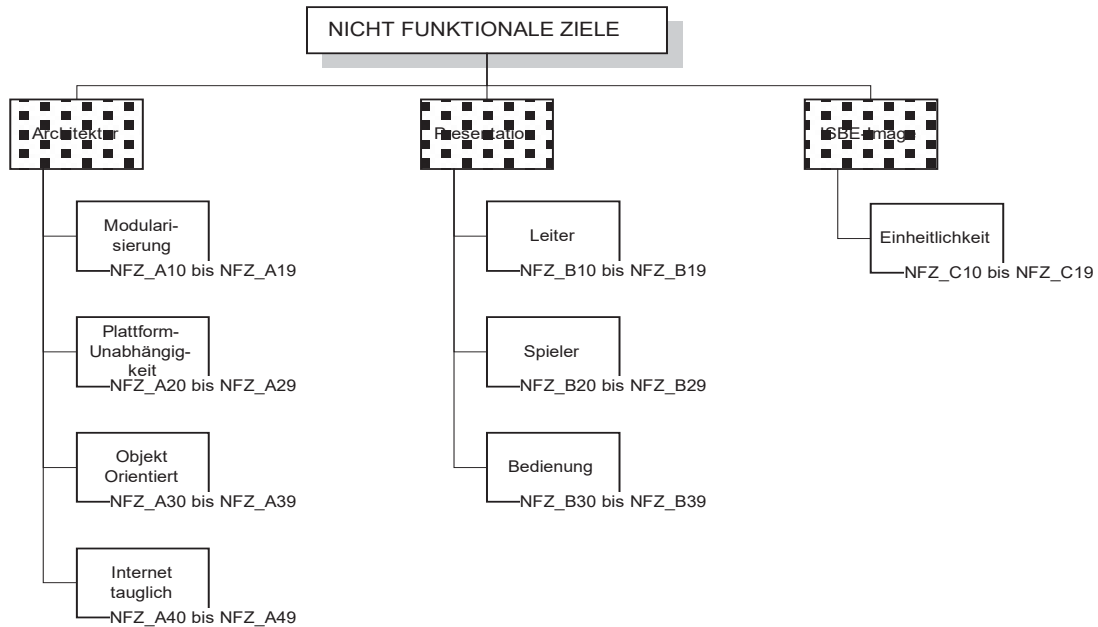 NICHT FUNKTIONALE ZIELE
Architektur
Presentation
ISBE-Image
Modulari-
sierung
NFZ_A10 bis NFZ_A19
Plattform-
Unabhängig-
keit
NFZ_A20 bis NFZ_A29
Objekt
Orientiert
NFZ_A30 bis NFZ_A39
Internet
tauglich
NFZ_A40 bis NFZ_A49
Leiter
NFZ_B10 bis NFZ_B19
Spieler
NFZ_B20 bis NFZ_B29
Bedienung
NFZ_B30 bis NFZ_B39
Einheitlichkeit
NFZ_C10 bis NFZ_C19